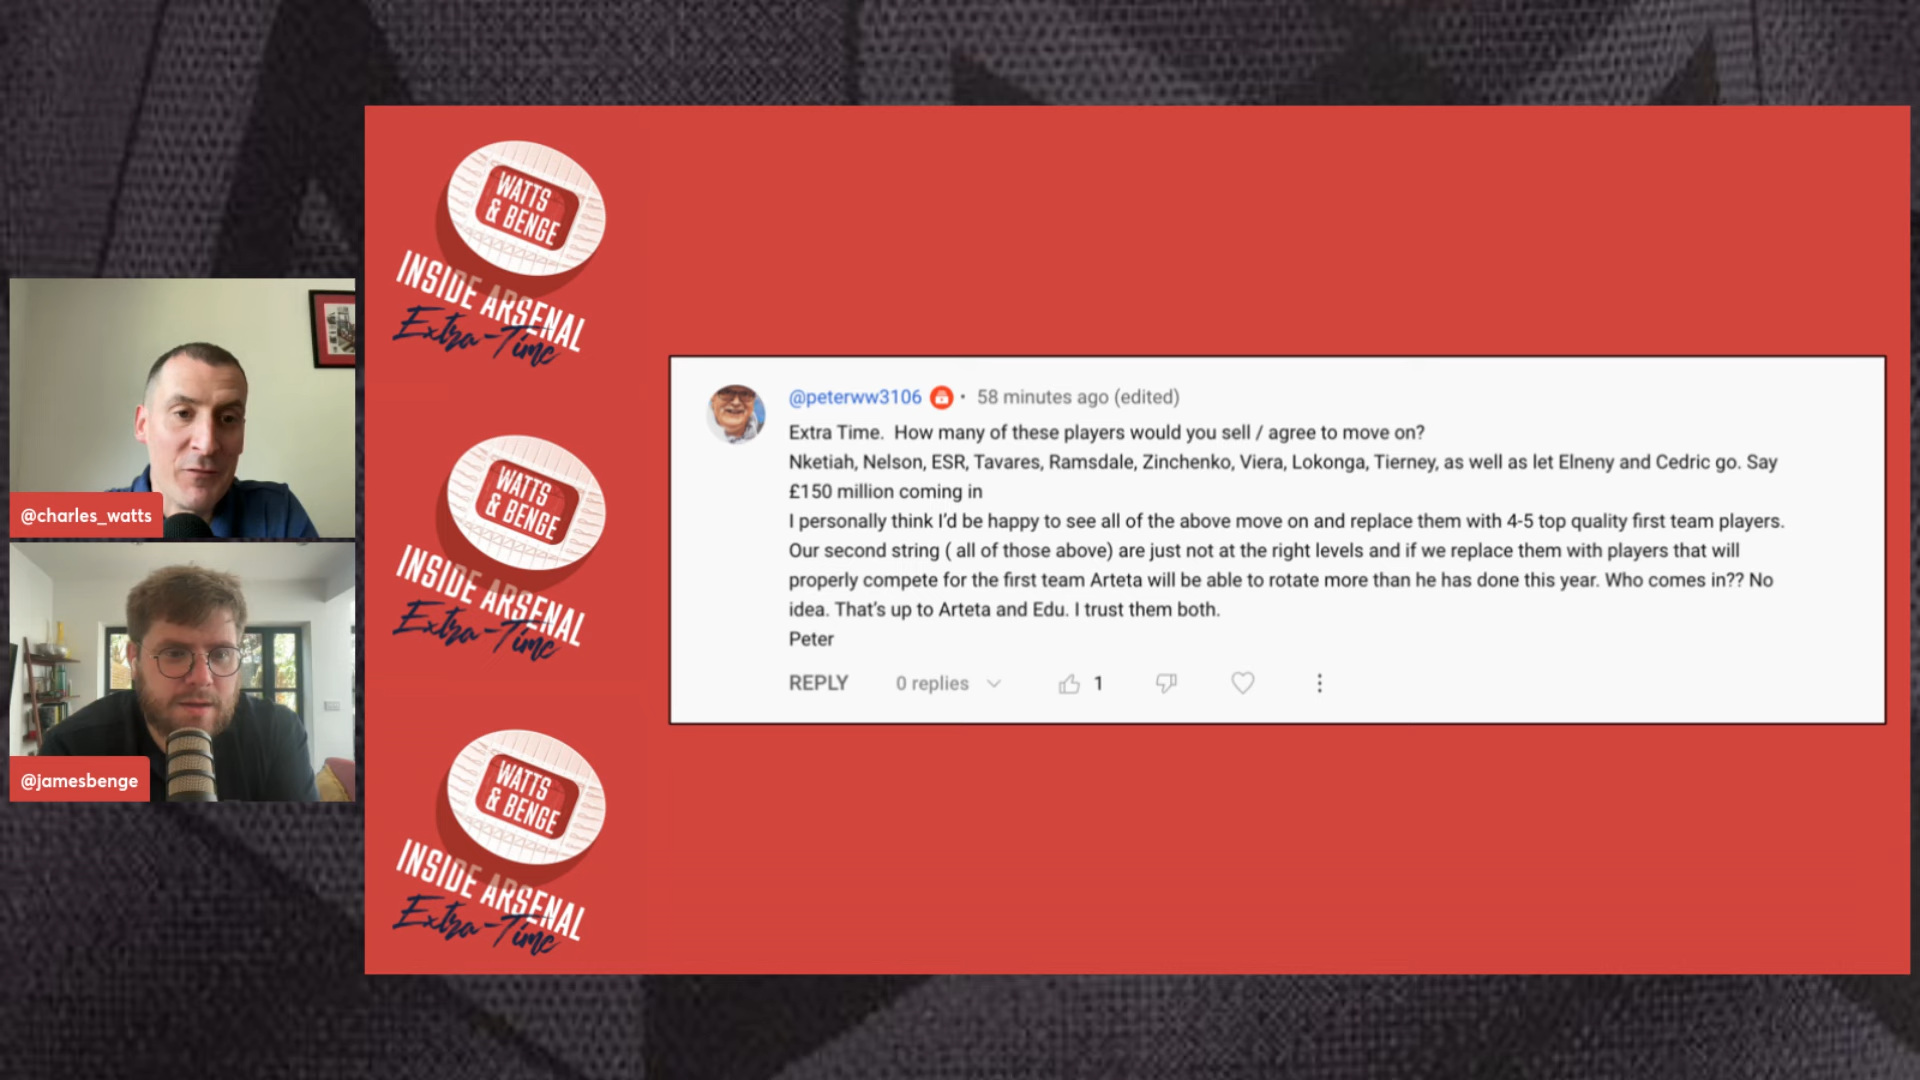 WATTS
& BENGE
INSIDE ARSENAL
Extra-Time
@charles_watts
@jamesbenge
WATTS
& BENGE
INSIDE ARSENAL
Extra-Time
WATTS
& BENGE
INSIDE ARSENAL
Extra-Time
@peterww3106 • 58 minutes ago (edited)
Extra Time.  How many of these players would you sell / agree to move on?
Nketiah, Nelson, ESR, Tavares, Ramsdale, Zinchenko, Viera, Lokonga, Tierney, as well as let Elneny and Cedric go. Say
£150 million coming in
I personally think I'd be happy to see all of the above move on and replace them with 4-5 top quality first team players.
Our second string ( all of those above) are just not at the right levels and if we replace them with players that will
properly compete for the first team Arteta will be able to rotate more than he has done this year. Who comes in?? No
idea. That's up to Arteta and Edu. I trust them both.
Peter
REPLY 0 replies 1